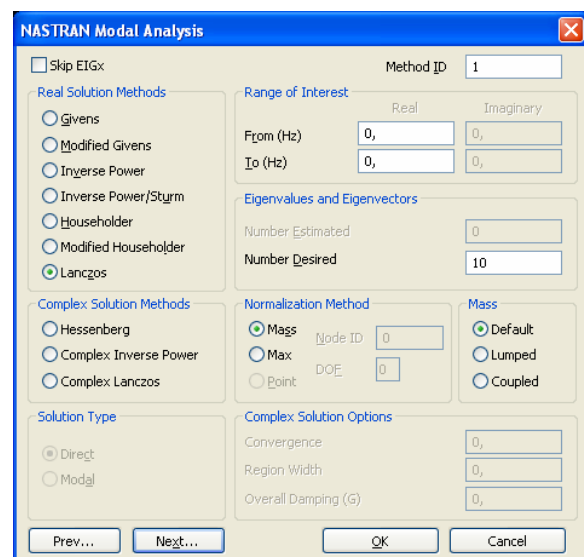 NASTRAN Modal Analysis
Skip EIGx
Method ID
1
Real Solution Methods
Givens
Modified Givens
Inverse Power
Inverse Power/Sturm
Householder
Modified Householder
Lanczos
Range of Interest
Real
Imaginary
From (Hz)
0,
0,
To (Hz)
0,
0,
Eigenvalues and Eigenvectors
Number Estimated
0
Number Desired
10
Complex Solution Methods
Hessenberg
Complex Inverse Power
Complex Lanczos
Normalization Method
Mass
Max
Point
Node ID
0
DOF
0
Mass
Default
Lumped
Coupled
Solution Type
Direct
Modal
Complex Solution Options
Convergence
0,
Region Width
0,
Overall Damping (G)
0,
Prev...
Next...
OK
Cancel